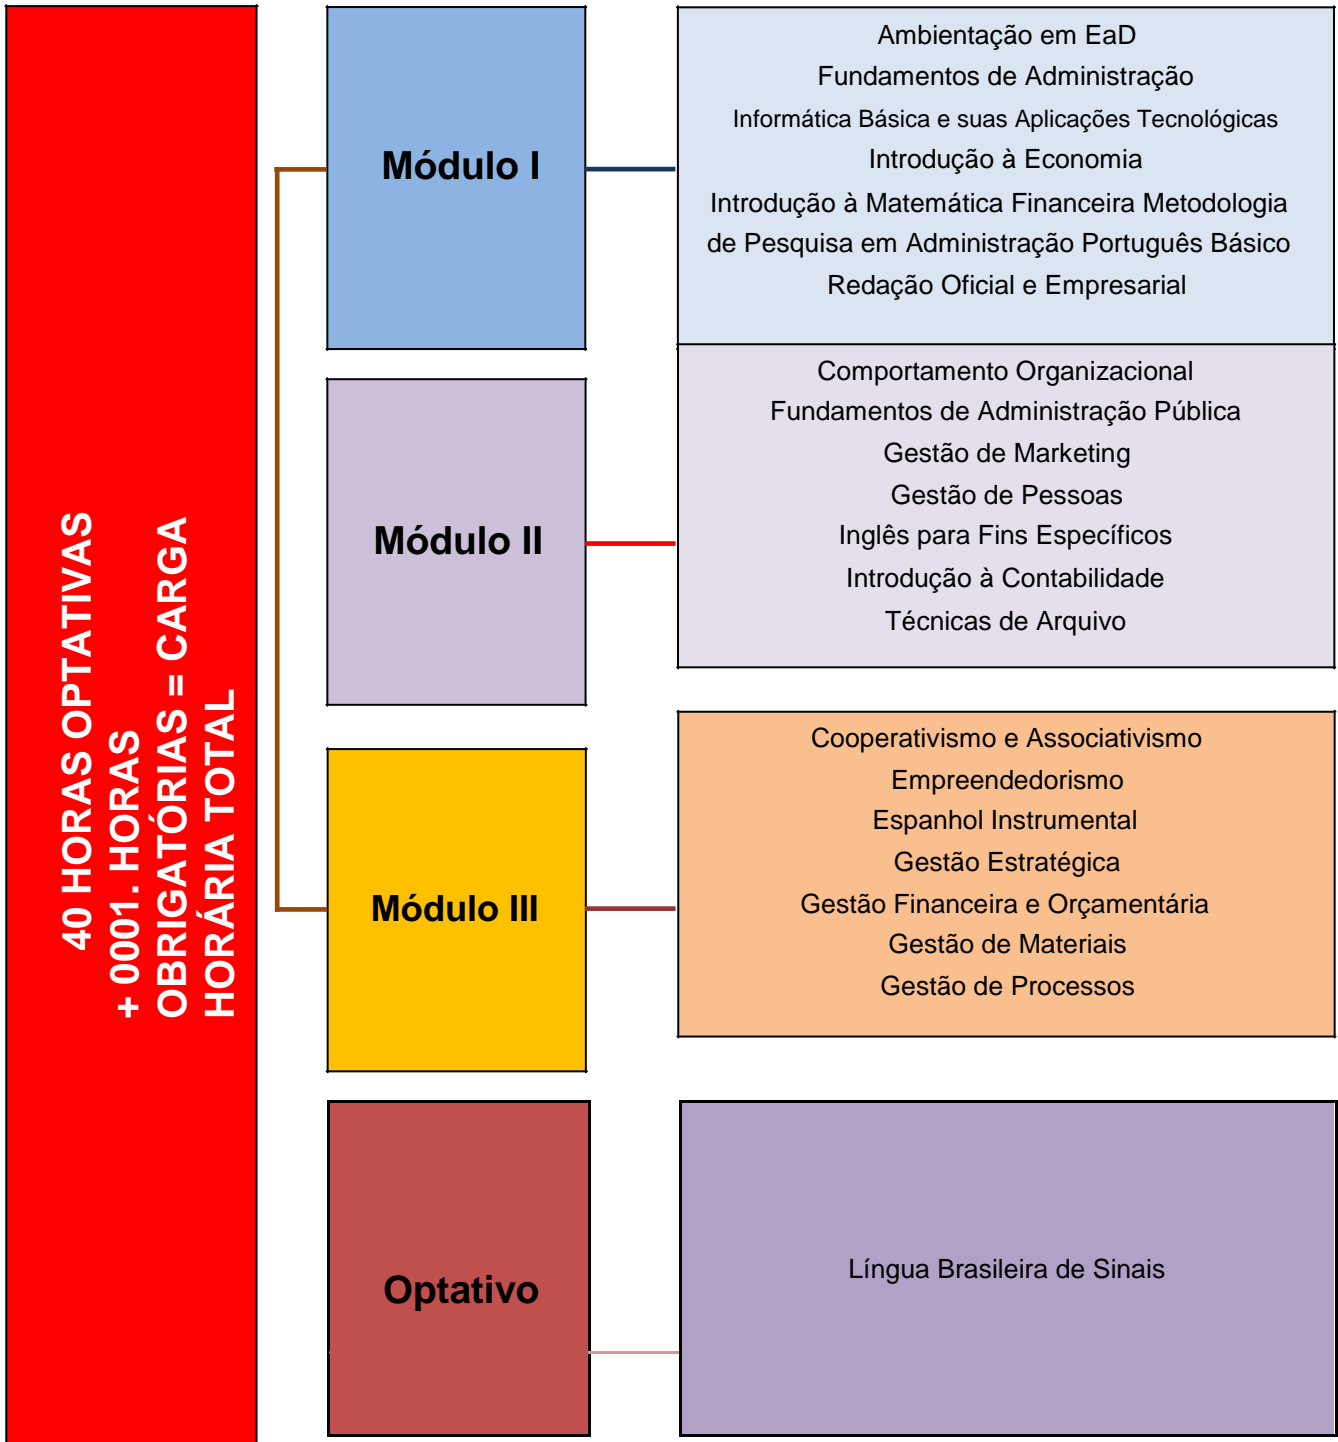 40 HORAS OPTATIVAS
+ 0001. HORAS
OBRIGATÓRIAS = CARGA
HORÁRIA TOTAL
Módulo I
Ambientação em EaD
Fundamentos de Administração
Informática Básica e suas Aplicações Tecnológicas
Introdução à Economia
Introdução à Matemática Financeira Metodologia
de Pesquisa em Administração Português Básico
Redação Oficial e Empresarial
Módulo II
Comportamento Organizacional
Fundamentos de Administração Pública
Gestão de Marketing
Gestão de Pessoas
Inglês para Fins Específicos
Introdução à Contabilidade
Técnicas de Arquivo
Módulo III
Cooperativismo e Associativismo
Empreendedorismo
Espanhol Instrumental
Gestão Estratégica
Gestão Financeira e Orçamentária
Gestão de Materiais
Gestão de Processos
Optativo
Língua Brasileira de Sinais